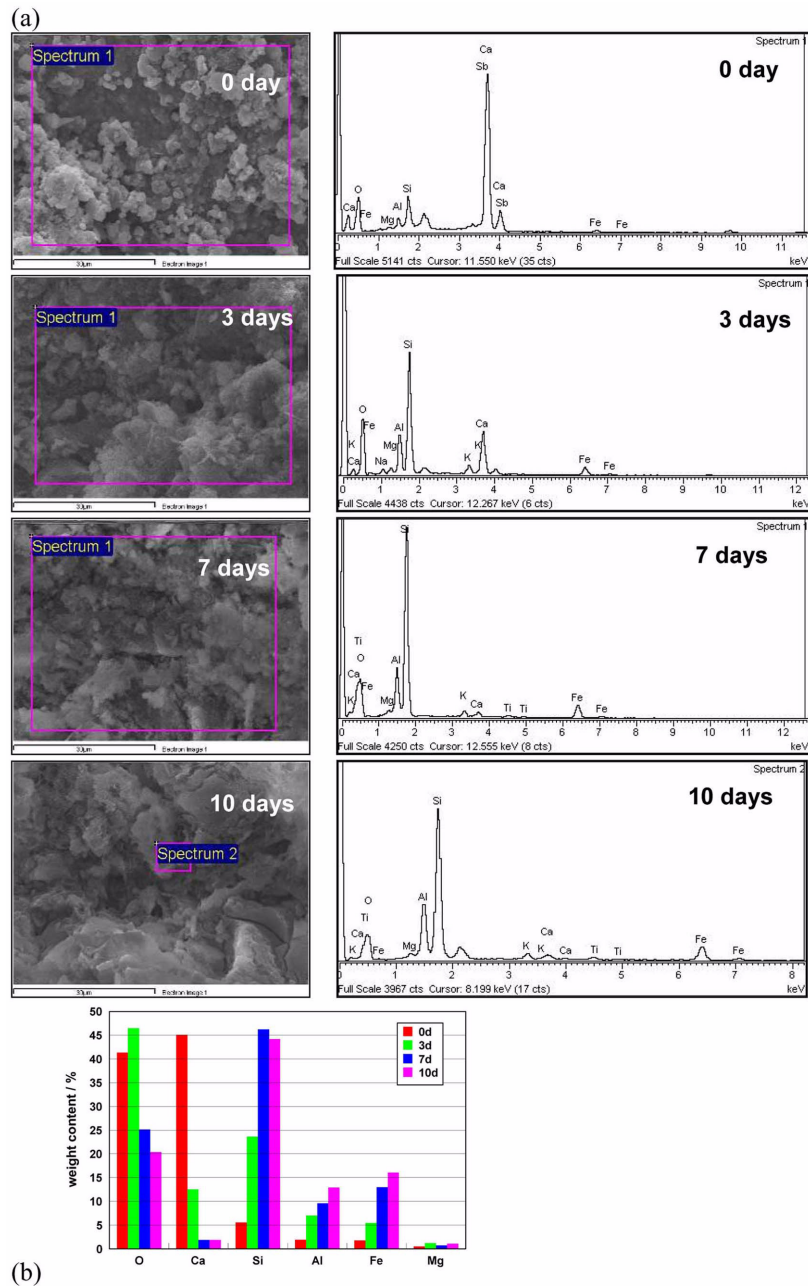 (a)
Spectrum 1
0 day
30µm Electron Image 1
Spectrum 1
0 day
Ca
Sb
Ca
Sb
Si
O
Ca
Fe
Mg
Al
Fe
Fe
0 1 2 3 4 5 6 7 8 9 10 11
Full Scale 5141 cts Cursor: 11.550 keV (35 cts) keV
Spectrum 1
3 days
30µm Electron Image 1
Spectrum 1
3 days
Si
O
Fe
K
Ca
Na
Mg
Al
K
K
Ca
Fe
Fe
0 1 2 3 4 5 6 7 8 9 10 11 12
Full Scale 4438 cts Cursor: 12.267 keV (6 cts) keV
Spectrum 1
7 days
30µm Electron Image 1
Spectrum 1
7 days
Si
Ti
O
Ca
K
Fe
Mg
Al
K
Ca
Ti
Ti
Fe
Fe
0 1 2 3 4 5 6 7 8 9 10 11 12
Full Scale 4250 cts Cursor: 12.555 keV (8 cts) keV
10 days
Spectrum 2
30µm Electron Image 1
Spectrum 2
10 days
Si
O
Ti
Ca
K
Fe
Mg
Al
K
K
Ca
Ca
Ti
Ti
Fe
Fe
0 1 2 3 4 5 6 7 8
Full Scale 3967 cts Cursor: 8.199 keV (17 cts) keV
weight content / %
50
45
40
35
30
25
20
15
10
5
0
0d
3d
7d
10d
O Ca Si Al Fe Mg
(b)